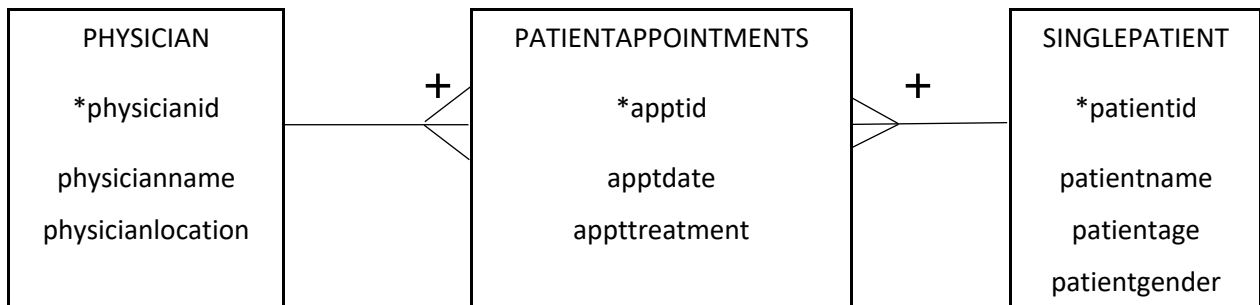 PHYSICIAN
*physicianid
physicianname
physicianlocation
+
PATIENTAPPOINTMENTS
*apptid
apptdate
appttreatment
+
SINGLEPATIENT
*patientid
patientname
patientage
patientgender